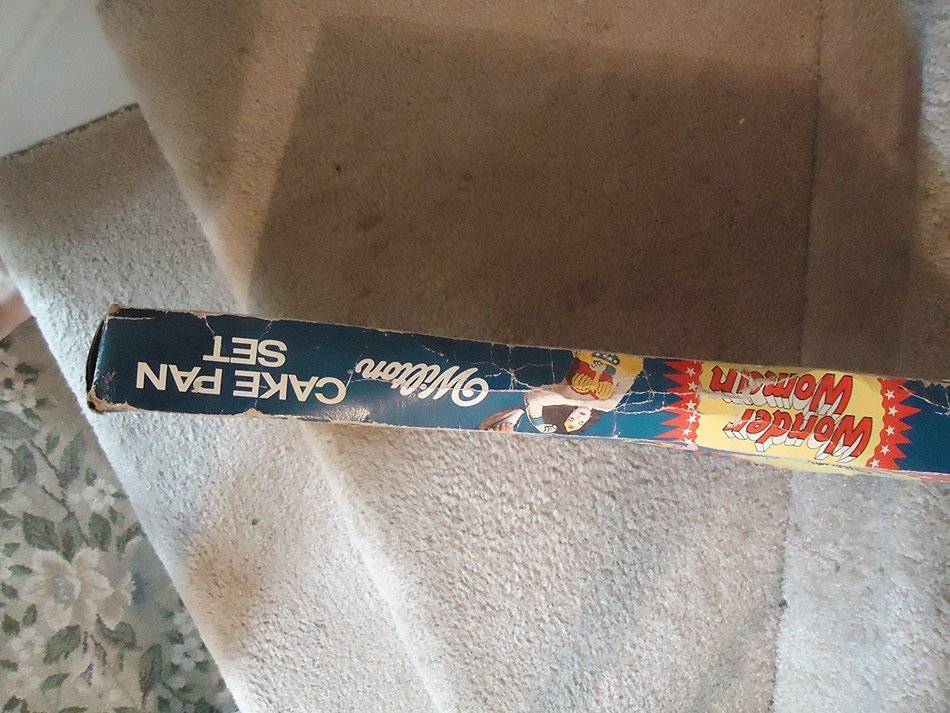 Wonder
Woman
Wilton
CAKE PAN
SET